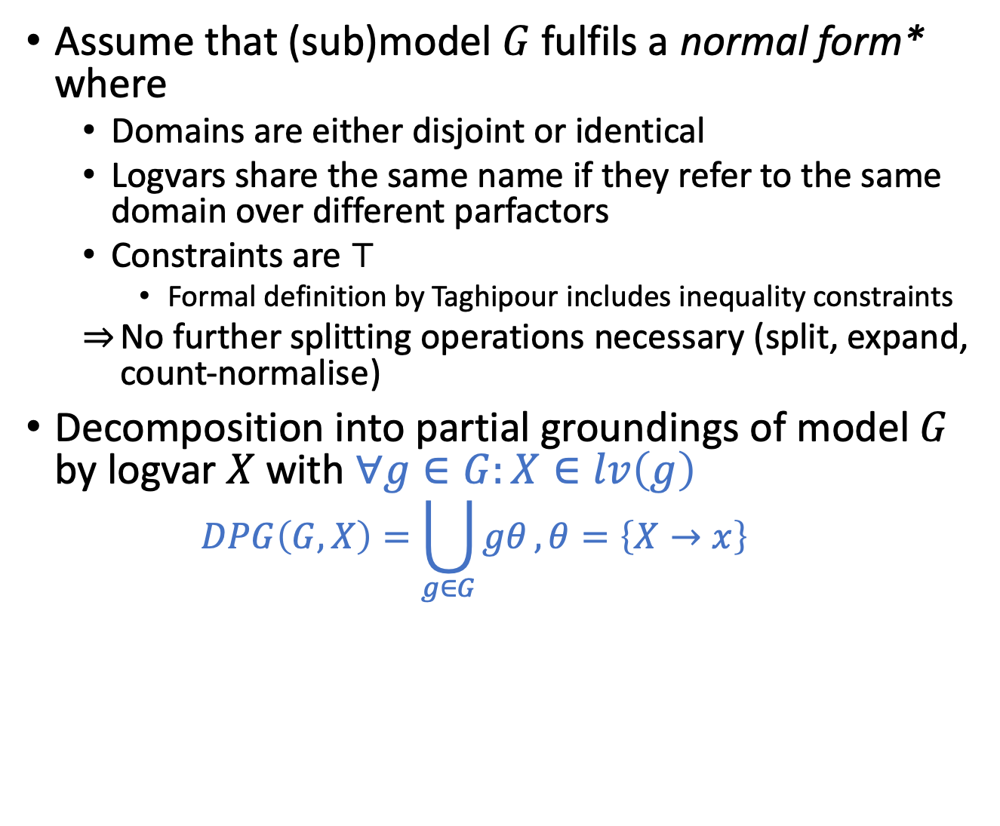 • Assume that (sub)model G fulfils a normal form*
where
• Domains are either disjoint or identical
• Logvars share the same name if they refer to the same
domain over different parfactors
• Constraints are ⊤
• Formal definition by Taghipour includes inequality constraints
⇒ No further splitting operations necessary (split, expand,
count-normalise)
• Decomposition into partial groundings of model G
by logvar X with ∀g ∈ G: X ∈ lv(g)
DPG(G, X) = ⋃ gθ , θ = {X → x}
g∈G